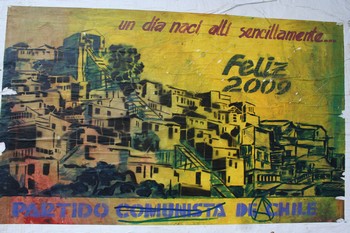 un día nací allí sencillamente...
Feliz
2009
PARTIDO COMUNISTA DE CHILE